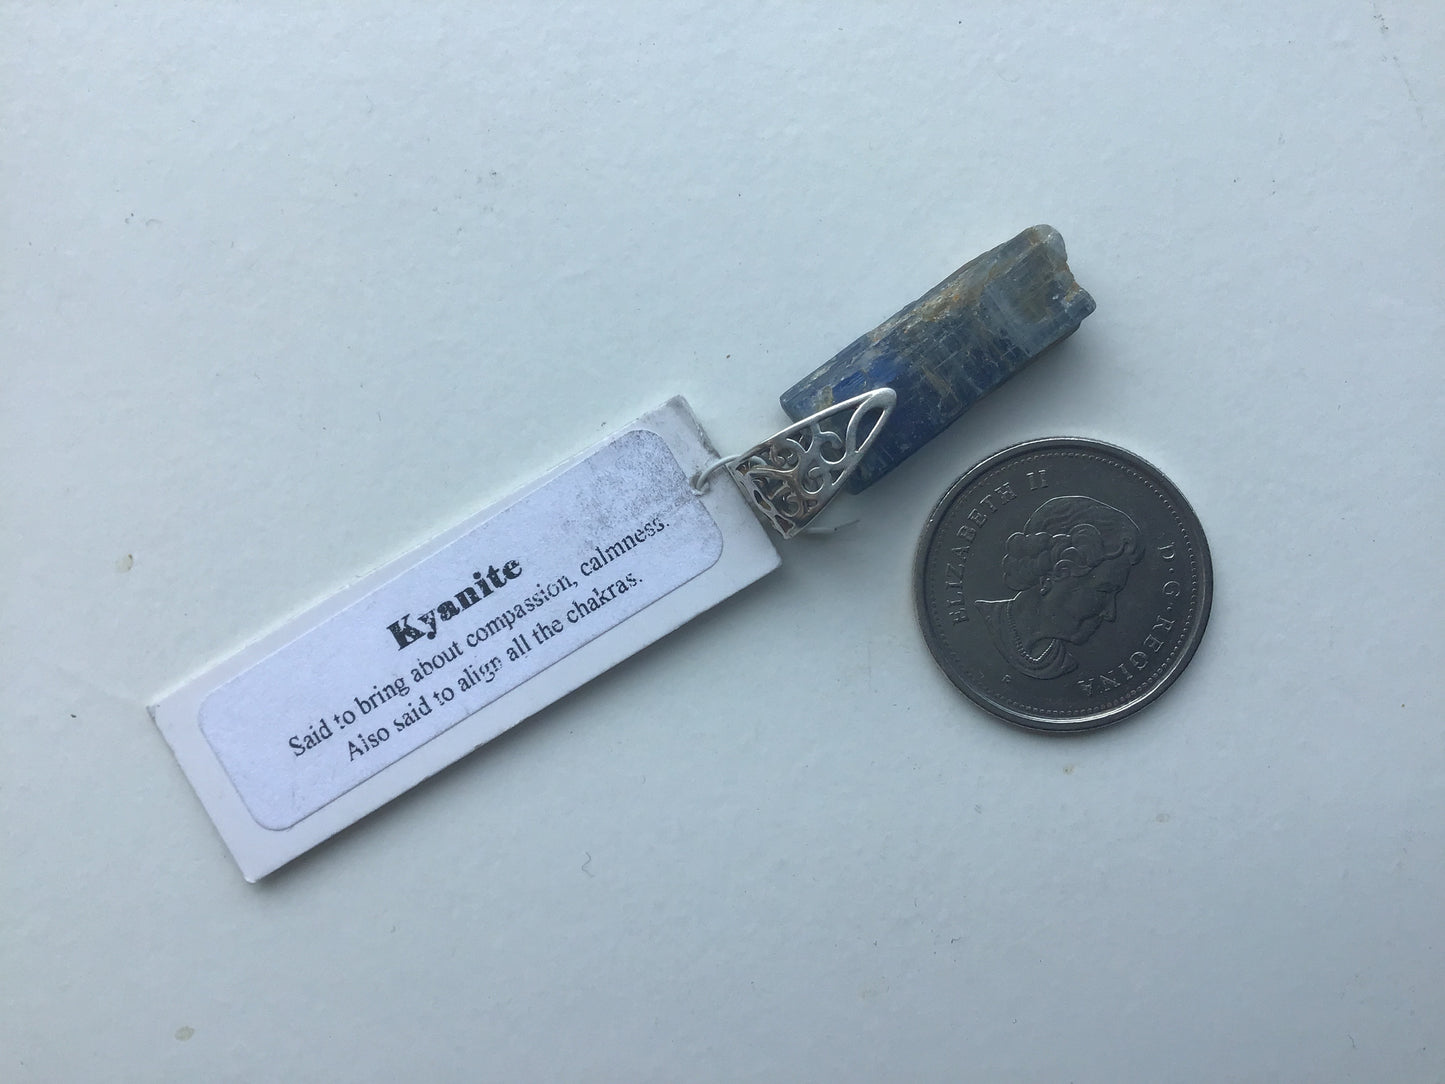 Kyanite
Said to bring about compassion, calmness.
Also said to align all the chakras.
ELIZABETH II
D·G·REGINA